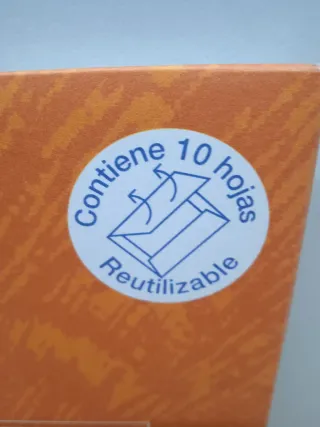 Contiene 10 hojas
Reutilizable